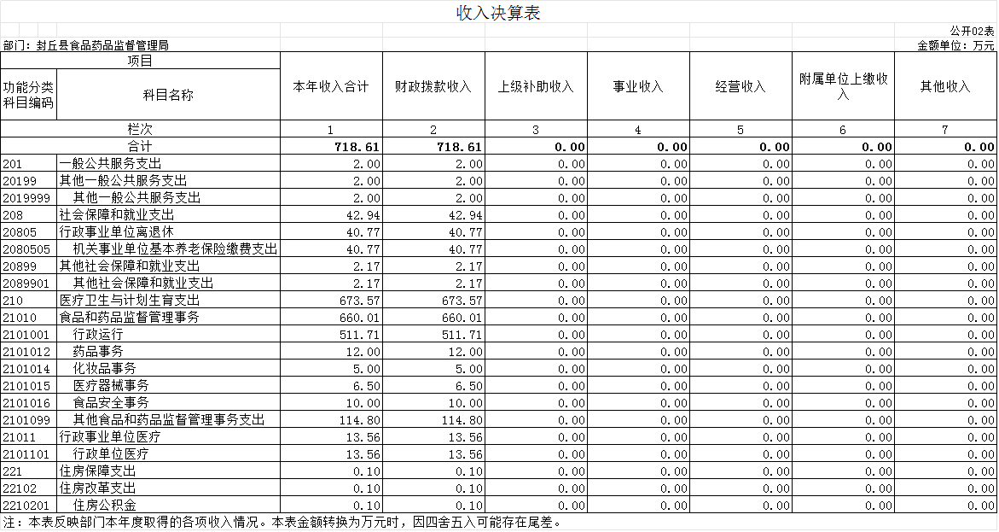 收入决算表
公开02表
部门：封丘县食品药品监督管理局 金额单位：万元
项目 本年收入合计 财政拨款收入 上级补助收入 事业收入 经营收入 附属单位上缴收入 其他收入
功能分类科目编码 科目名称
栏次 1 2 3 4 5 6 7
合计 718.61 718.61 0.00 0.00 0.00 0.00 0.00
201 一般公共服务支出 2.00 2.00 0.00 0.00 0.00 0.00 0.00
20199 其他一般公共服务支出 2.00 2.00 0.00 0.00 0.00 0.00 0.00
2019999 其他一般公共服务支出 2.00 2.00 0.00 0.00 0.00 0.00 0.00
208 社会保障和就业支出 42.94 42.94 0.00 0.00 0.00 0.00 0.00
20805 行政事业单位离退休 40.77 40.77 0.00 0.00 0.00 0.00 0.00
2080505 机关事业单位基本养老保险缴费支出 40.77 40.77 0.00 0.00 0.00 0.00 0.00
20899 其他社会保障和就业支出 2.17 2.17 0.00 0.00 0.00 0.00 0.00
2089901 其他社会保障和就业支出 2.17 2.17 0.00 0.00 0.00 0.00 0.00
210 医疗卫生与计划生育支出 673.57 673.57 0.00 0.00 0.00 0.00 0.00
21010 食品和药品监督管理事务 660.01 660.01 0.00 0.00 0.00 0.00 0.00
2101001 行政运行 511.71 511.71 0.00 0.00 0.00 0.00 0.00
2101012 药品事务 12.00 12.00 0.00 0.00 0.00 0.00 0.00
2101014 化妆品事务 5.00 5.00 0.00 0.00 0.00 0.00 0.00
2101015 医疗器械事务 6.50 6.50 0.00 0.00 0.00 0.00 0.00
2101016 食品安全事务 10.00 10.00 0.00 0.00 0.00 0.00 0.00
2101099 其他食品和药品监督管理事务支出 114.80 114.80 0.00 0.00 0.00 0.00 0.00
21011 行政事业单位医疗 13.56 13.56 0.00 0.00 0.00 0.00 0.00
2101101 行政单位医疗 13.56 13.56 0.00 0.00 0.00 0.00 0.00
221 住房保障支出 0.10 0.10 0.00 0.00 0.00 0.00 0.00
22102 住房改革支出 0.10 0.10 0.00 0.00 0.00 0.00 0.00
2210201 住房公积金 0.10 0.10 0.00 0.00 0.00 0.00 0.00
注：本表反映部门本年度取得的各项收入情况。本表金额转换为万元时，因四舍五入可能存在尾差。